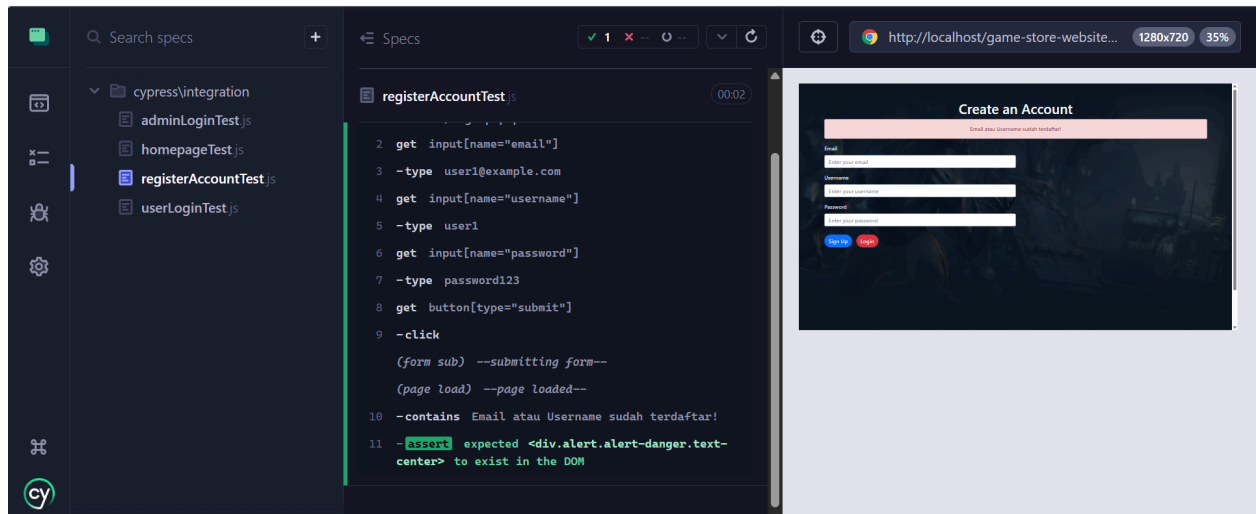 Search specs
+
cypress\integration
adminLoginTest.js
homepageTest.js
registerAccountTest.js
userLoginTest.js
cy
Specs
1 -- --
registerAccountTest.js 00:02
2 get input[name="email"]
3 -type user1@example.com
4 get input[name="username"]
5 -type user1
6 get input[name="password"]
7 -type password123
8 get button[type="submit"]
9 -click
(form sub) --submitting form--
(page load) --page loaded--
10 -contains Email atau Username sudah terdaftar!
11 -assert expected <div.alert.alert-danger.text-
center> to exist in the DOM
http://localhost/game-store-website... 1280x720 35%
Create an Account
Email atau Username sudah terdaftar!
Email
Enter your email
Username
Enter your username
Password
Enter your password
Sign Up Login